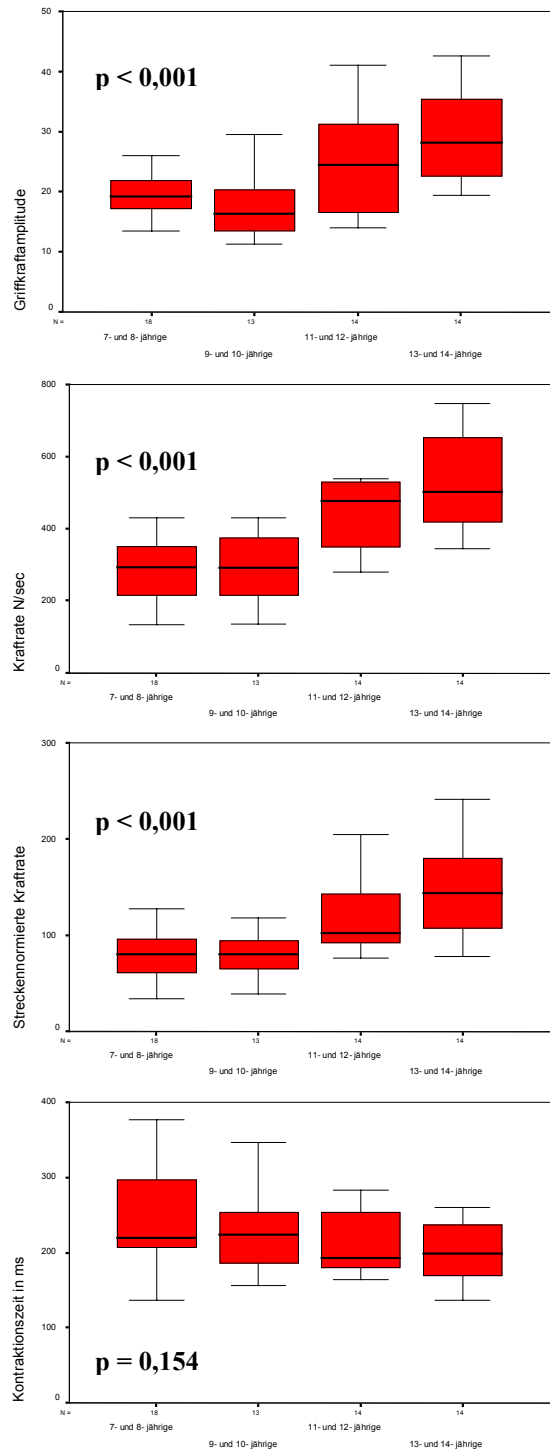 50
p < 0,001
40
30
20
10
0
Griffkraftamplitude
N = 18 13 14 14
7- und 8- jährige 11- und 12- jährige
9- und 10- jährige 13- und 14- jährige
800
p < 0,001
600
400
200
0
Kraftrate N/sec
N = 18 13 14 14
7- und 8- jährige 11- und 12- jährige
9- und 10- jährige 13- und 14- jährige
300
p < 0,001
200
100
0
Streckennormierte Kraftrate
N = 18 13 14 14
7- und 8- jährige 11- und 12- jährige
9- und 10- jährige 13- und 14- jährige
400
300
200
100
p = 0,154
0
Kontraktionszeit in ms
N = 18 13 14 14
7- und 8- jährige 11- und 12- jährige
9- und 10- jährige 13- und 14- jährige